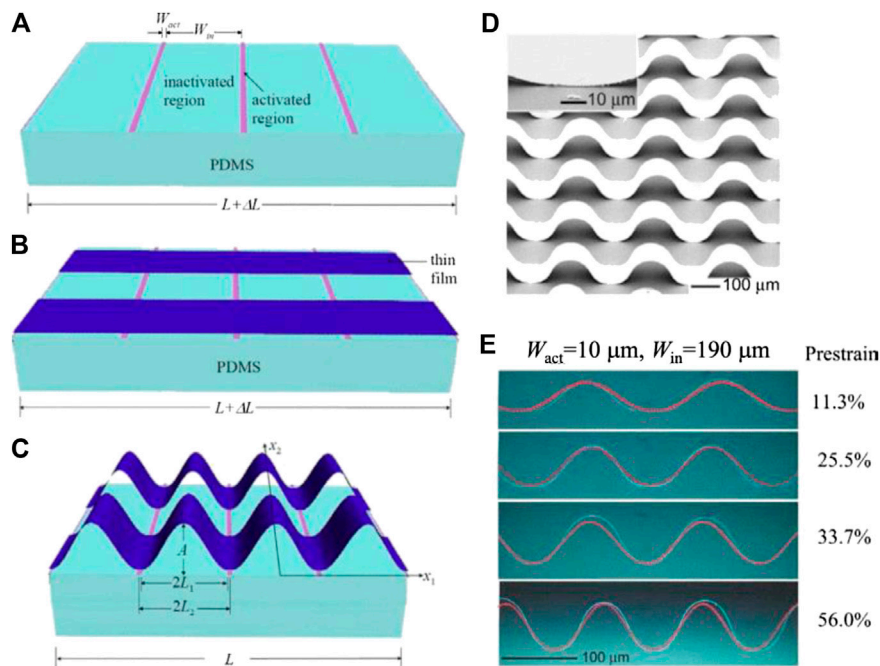 A
W_act
W_in
inactivated
region
activated
region
PDMS
L+ΔL
B
thin
film
PDMS
L+ΔL
C
x_2
A
x_1
2L_1
2L_2
L
D
10 μm
100 μm
E
W_act=10 μm, W_in=190 μm
Prestrain
11.3%
25.5%
33.7%
56.0%
100 μm